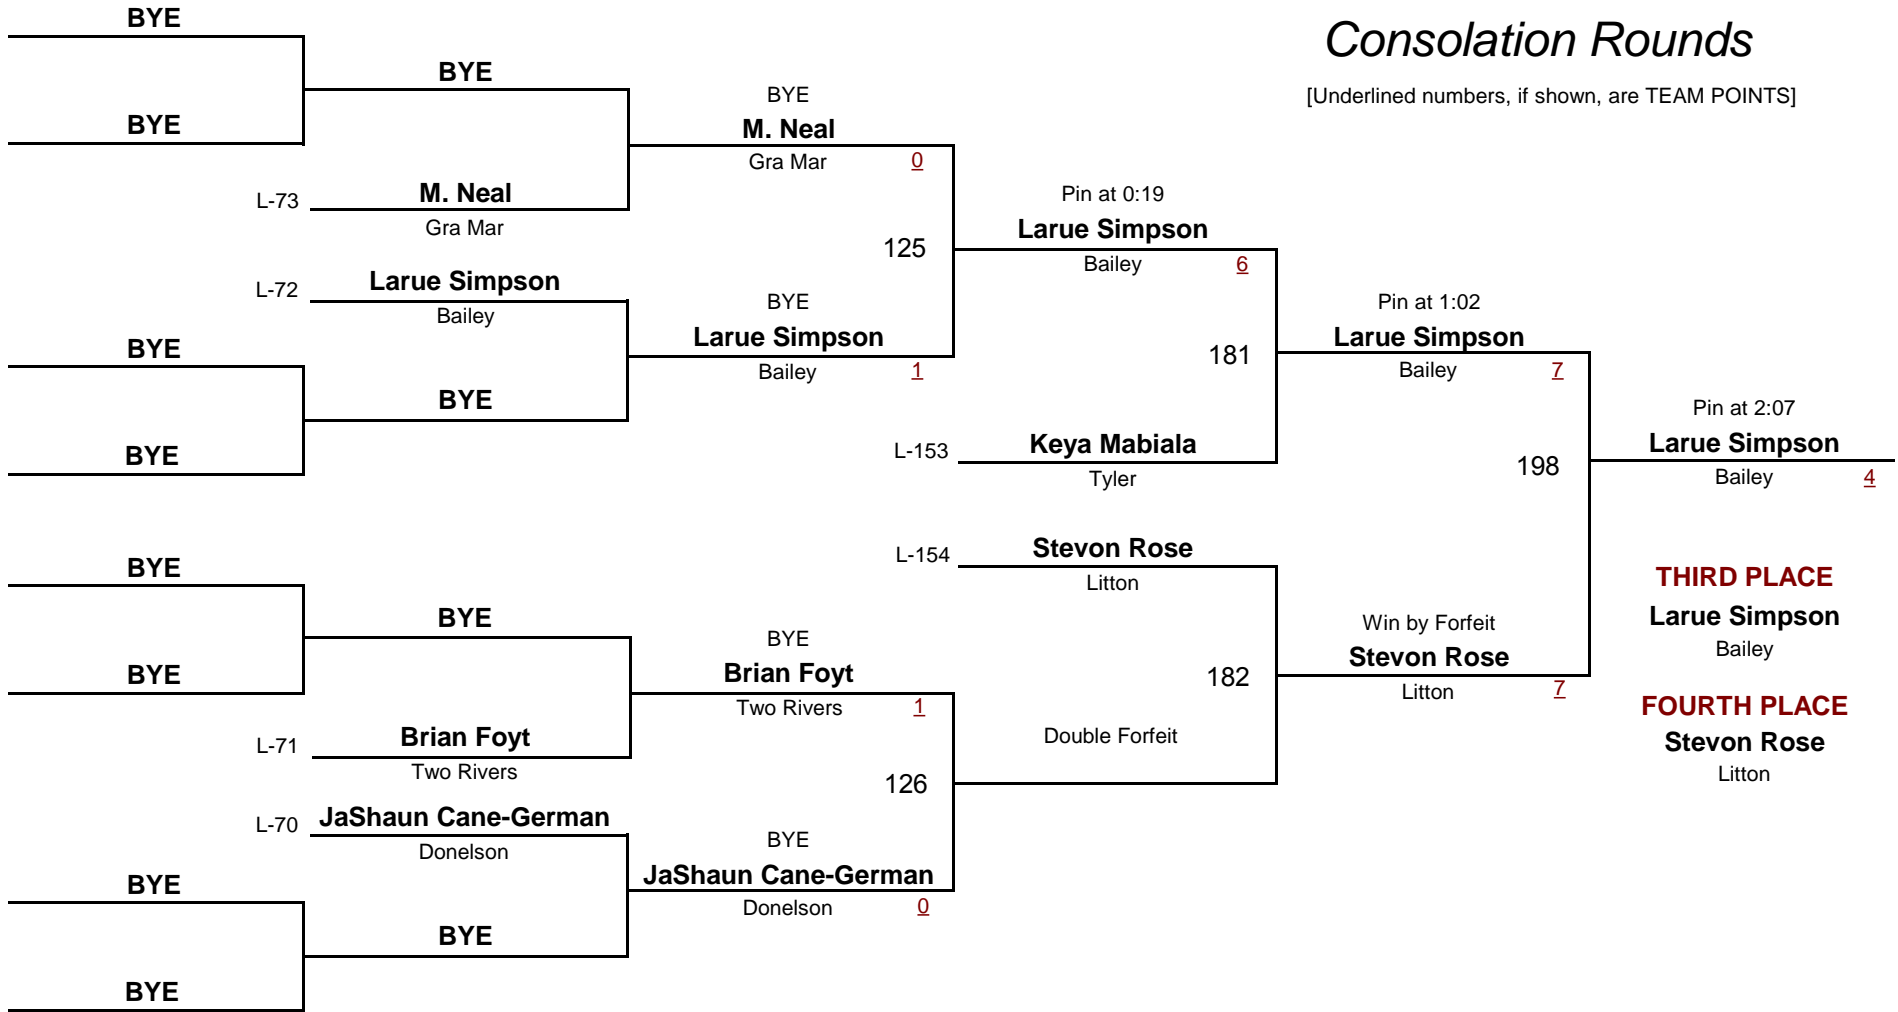 BYE
Consolation Rounds
BYE
BYE
[Underlined numbers, if shown, are TEAM POINTS]
BYE
M. Neal
Gra Mar
0
L-73
M. Neal
Gra Mar
Pin at 0:19
Larue Simpson
Bailey
6
125
L-72
Larue Simpson
Bailey
BYE
Larue Simpson
Bailey
1
Pin at 1:02
Larue Simpson
Bailey
7
181
BYE
BYE
BYE
L-153
Keya Mabiala
Tyler
Pin at 2:07
Larue Simpson
Bailey
4
198
L-154
Stevon Rose
Litton
BYE
THIRD PLACE
Larue Simpson
Bailey
BYE
BYE
BYE
Brian Foyt
Two Rivers
1
Win by Forfeit
Stevon Rose
Litton
7
182
FOURTH PLACE
Stevon Rose
Litton
L-71
Brian Foyt
Two Rivers
Double Forfeit
126
L-70
JaShaun Cane-German
Donelson
BYE
JaShaun Cane-German
Donelson
0
BYE
BYE
BYE